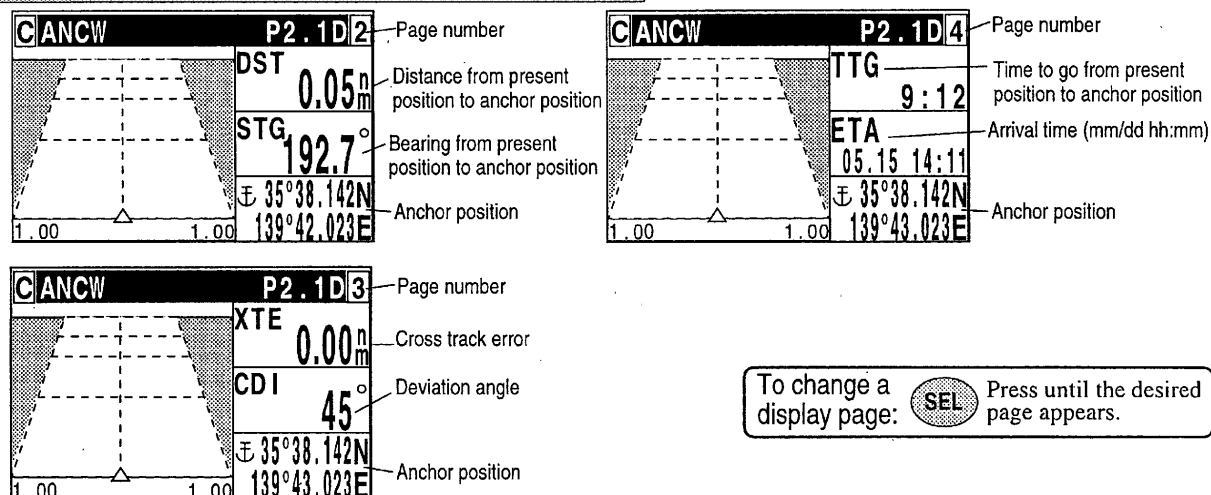 C ANCW P2.1D 2
Page number
DST
0.05 nm
Distance from present
position to anchor position
STG
192.7°
Bearing from present
position to anchor position
35°38.142N
139°42.023E
Anchor position
1.00 1.00
C ANCW P2.1D 4
Page number
TTG
9:12
Time to go from present
position to anchor position
ETA
05.15 14:11
Arrival time (mm/dd hh:mm)
35°38.142N
139°43.023E
Anchor position
1.00 1.00
C ANCW P2.1D 3
Page number
XTE
0.00 nm
Cross track error
CDI
45°
Deviation angle
35°38.142N
139°43.023E
Anchor position
1.00 1.00
To change a
display page:
SEL
Press until the desired
page appears.